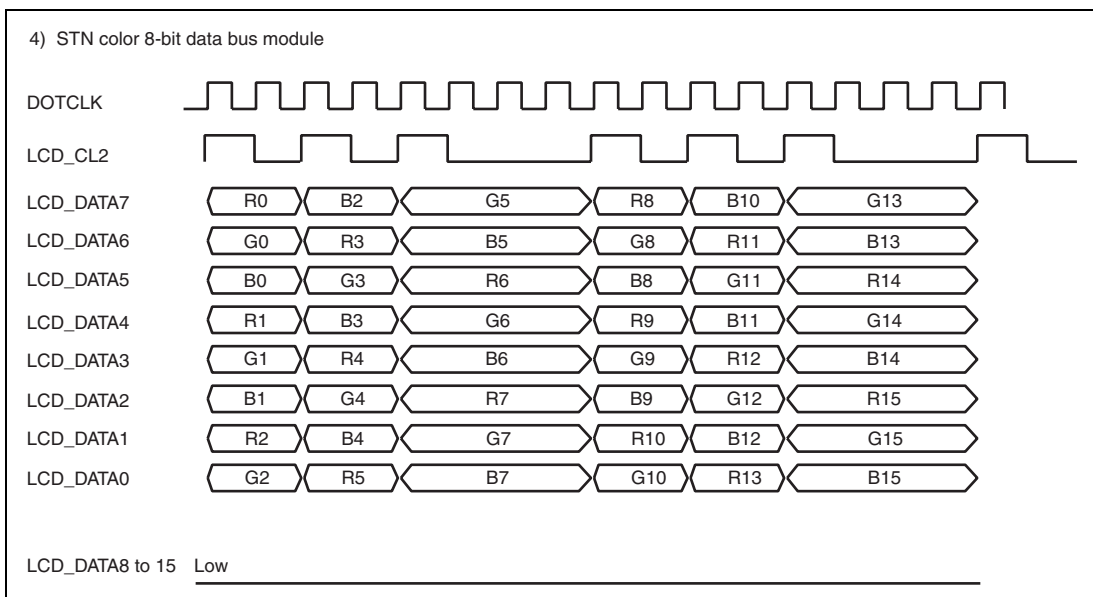 4) STN color 8-bit data bus module
DOTCLK
LCD_CL2
LCD_DATA7 R0 B2 G5 R8 B10 G13
LCD_DATA6 G0 R3 B5 G8 R11 B13
LCD_DATA5 B0 G3 R6 B8 G11 R14
LCD_DATA4 R1 B3 G6 R9 B11 G14
LCD_DATA3 G1 R4 B6 G9 R12 B14
LCD_DATA2 B1 G4 R7 B9 G12 R15
LCD_DATA1 R2 B4 G7 R10 B12 G15
LCD_DATA0 G2 R5 B7 G10 R13 B15
LCD_DATA8 to 15 Low